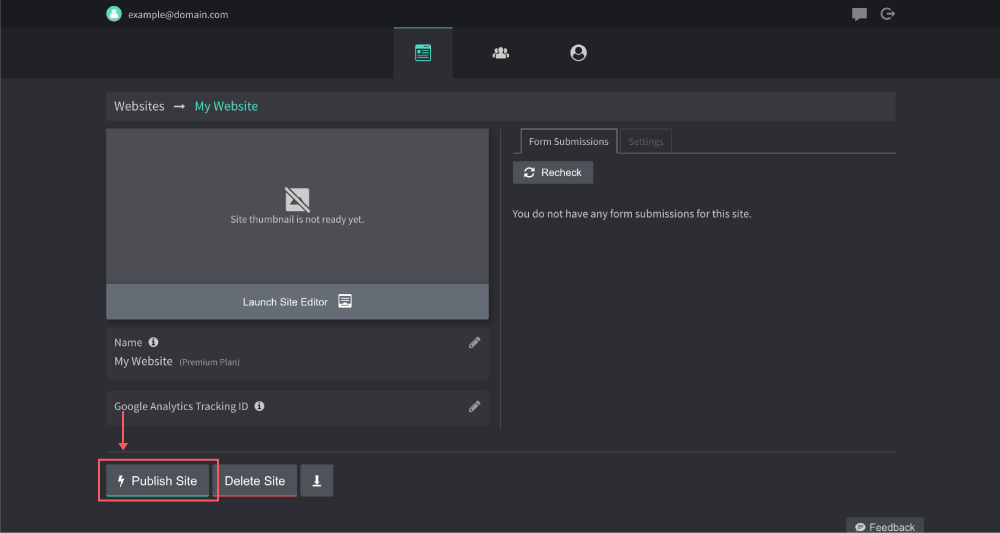 example@domain.com
Websites → My Website
Site thumbnail is not ready yet.
Launch Site Editor
Name
My Website (Premium Plan)
Google Analytics Tracking ID
Publish Site
Delete Site
Form Submissions
Settings
Recheck
You do not have any form submissions for this site.
Feedback